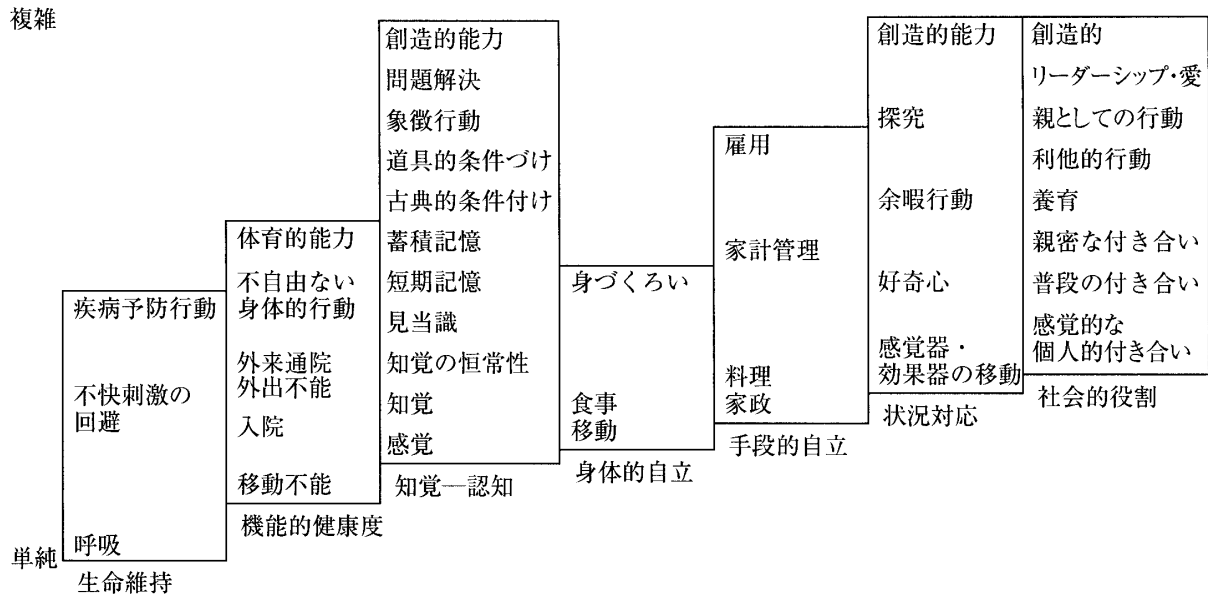 複雑
疾病予防行動
不快刺激の
回避
呼吸
単純
生命維持
体育的能力
不自由ない
身体的行動
外来通院
外出不能
入院
移動不能
機能的健康度
創造的能力
問題解決
象徴行動
道具的条件づけ
古典的条件付け
蓄積記憶
短期記憶
見当識
知覚の恒常性
知覚
感覚
知覚―認知
身づくろい
食事
移動
身体的自立
雇用
家計管理
料理
家政
手段的自立
創造的能力
探究
余暇行動
好奇心
感覚器・
効果器の移動
状況対応
創造的
リーダーシップ・愛
親としての行動
利他的行動
養育
親密な付き合い
普段の付き合い
感覚的な
個人的付き合い
社会的役割